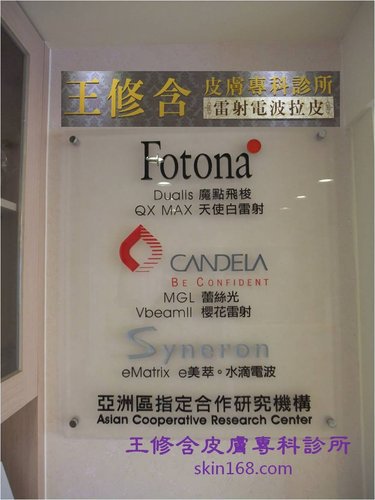 王修含 皮膚專科診所
雷射電波拉皮
Fotona
Dualis 魔點飛梭
QX MAX 天使白雷射
CANDELA
BE CONFIDENT
MGL 蕾絲光
VbeamII 櫻花雷射
Syneron
eMatrix e美萃。水滴電波
亞洲區指定合作研究機構
Asian Cooperative Research Center
王修含皮膚專科診所
skin168.com